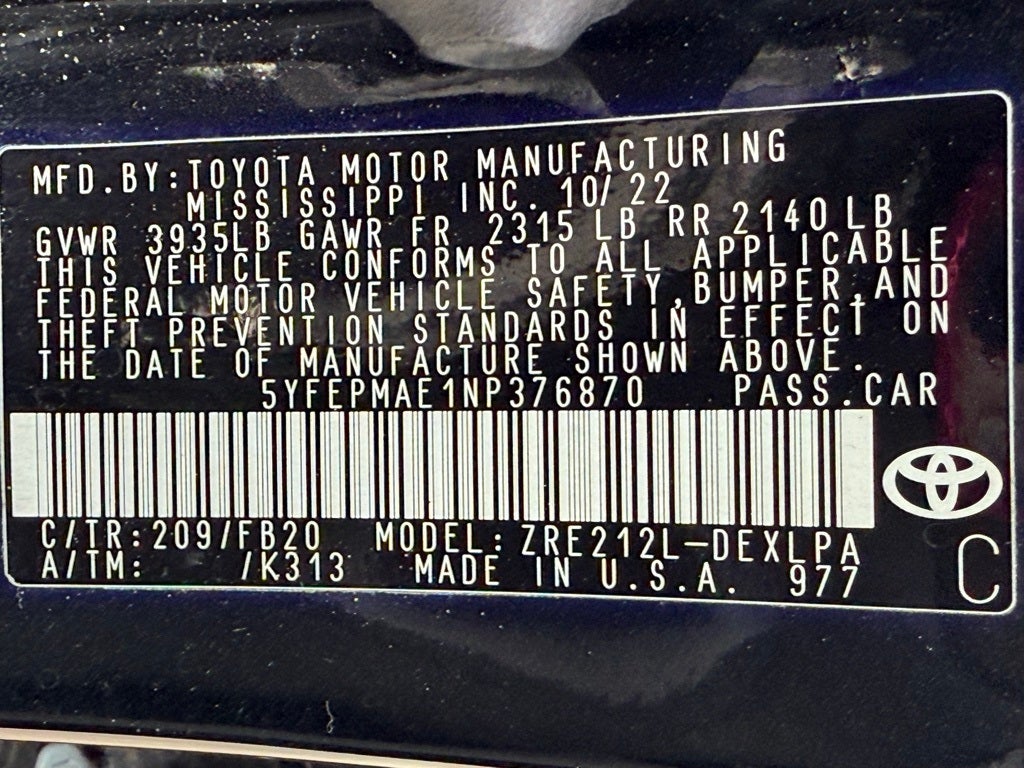 MFD.BY:TOYOTA MOTOR MANUFACTURING
MISSISSIPPI INC. 10/22
GVWR 3935LB GAWR FR 2315 LB RR 2140 LB
THIS VEHICLE CONFORMS TO ALL APPLICABLE
FEDERAL MOTOR VEHICLE SAFETY,BUMPER,AND
THEFT PREVENTION STANDARDS IN EFFECT ON
THE DATE OF MANUFACTURE SHOWN ABOVE.
5YFEPMAE1NP376870 PASS.CAR
C/TR:209/FB20 MODEL:ZRE212L-DEXLPA
A/TM: /K313 MADE IN U.S.A. 977
C